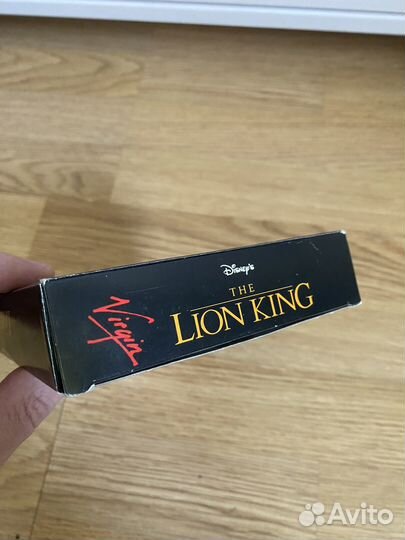 Virgin
Disney's
THE
LION KING
Avito